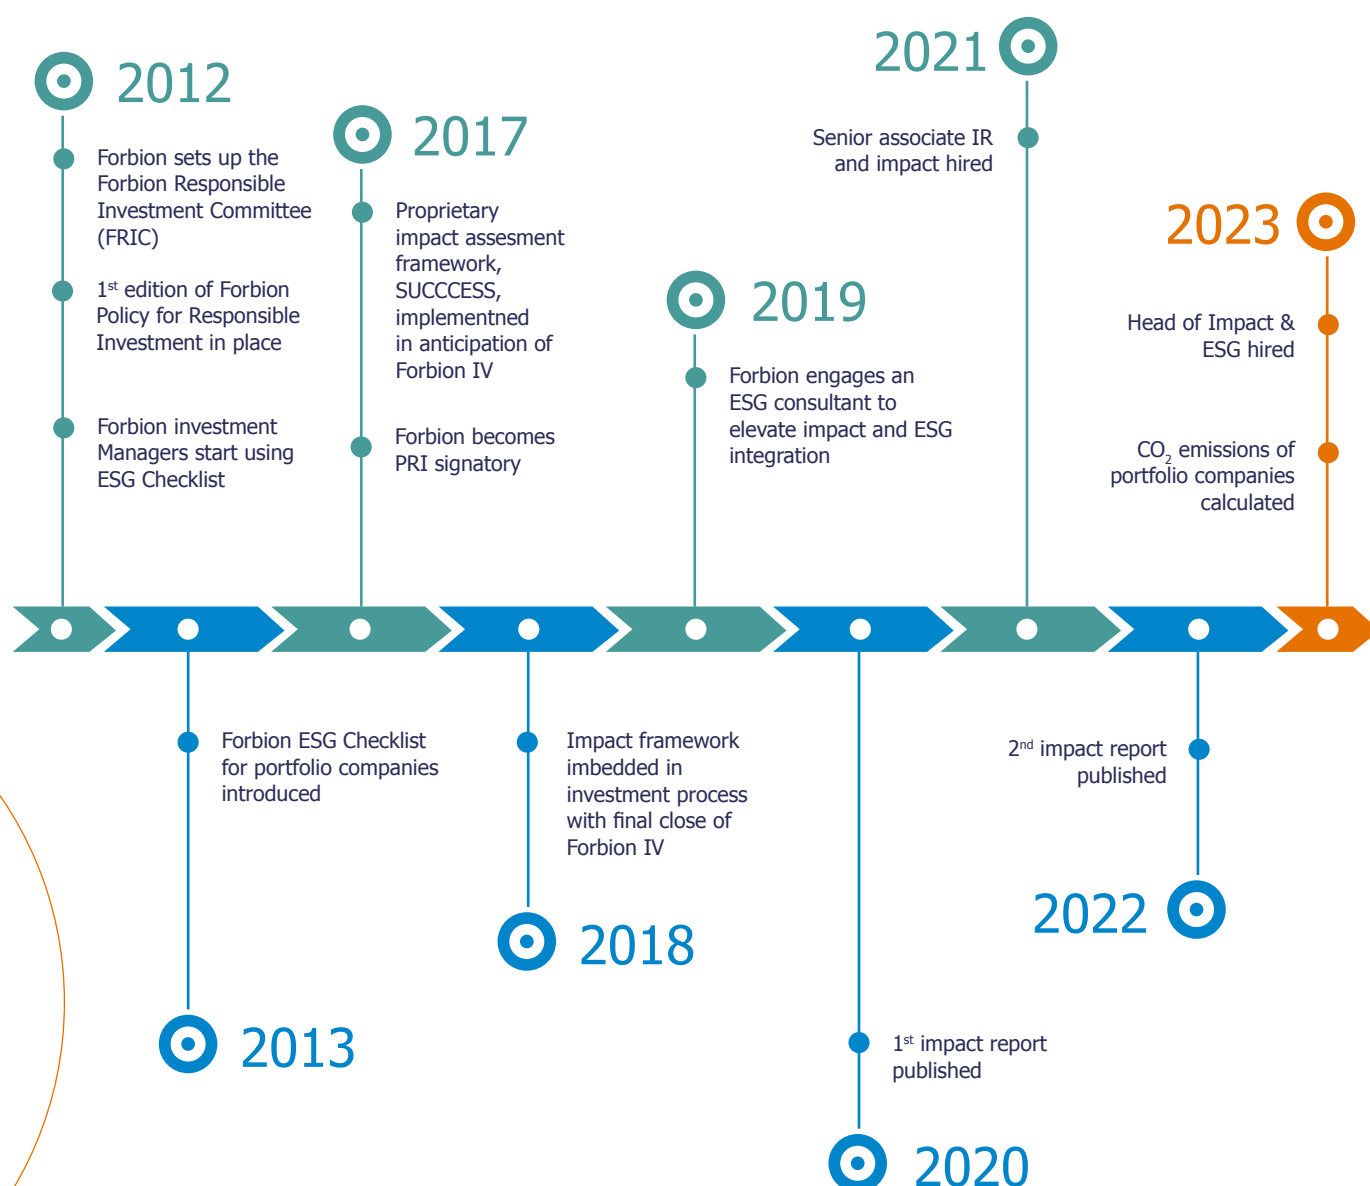 2012
Forbion sets up the
Forbion Responsible
Investment Committee
(FRIC)
1st edition of Forbion
Policy for Responsible
Investment in place
Forbion investment
Managers start using
ESG Checklist
2017
Proprietary
impact assesment
framework,
SUCCCESS,
implementned
in anticipation of
Forbion IV
Forbion becomes
PRI signatory
2019
Forbion engages an
ESG consultant to
elevate impact and ESG
integration
2021
Senior associate IR
and impact hired
2023
Head of Impact &
ESG hired
CO2 emissions of
portfolio companies
calculated
Forbion ESG Checklist
for portfolio companies
introduced
2013
Impact framework
imbedded in
investment process
with final close of
Forbion IV
2018
1st impact report
published
2020
2nd impact report
published
2022